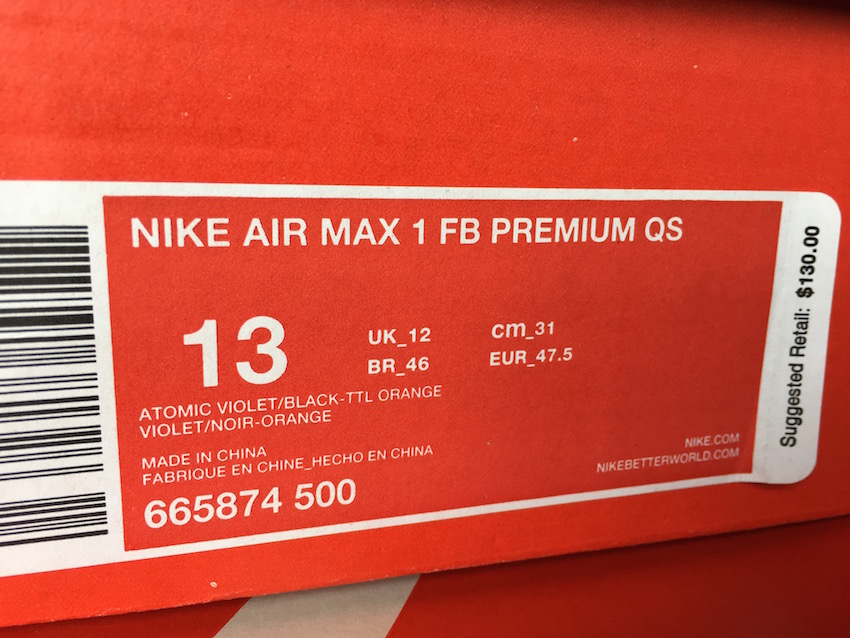 NIKE AIR MAX 1 FB PREMIUM QS
13
UK_12
cm_31
BR_46
EUR_47.5
ATOMIC VIOLET/BLACK-TTL ORANGE
VIOLET/NOIR-ORANGE
MADE IN CHINA
FABRIQUE EN CHINE_HECHO EN CHINA
665874 500
NIKE.COM
NIKEBETTERWORLD.COM
Suggested Retail: $130.00